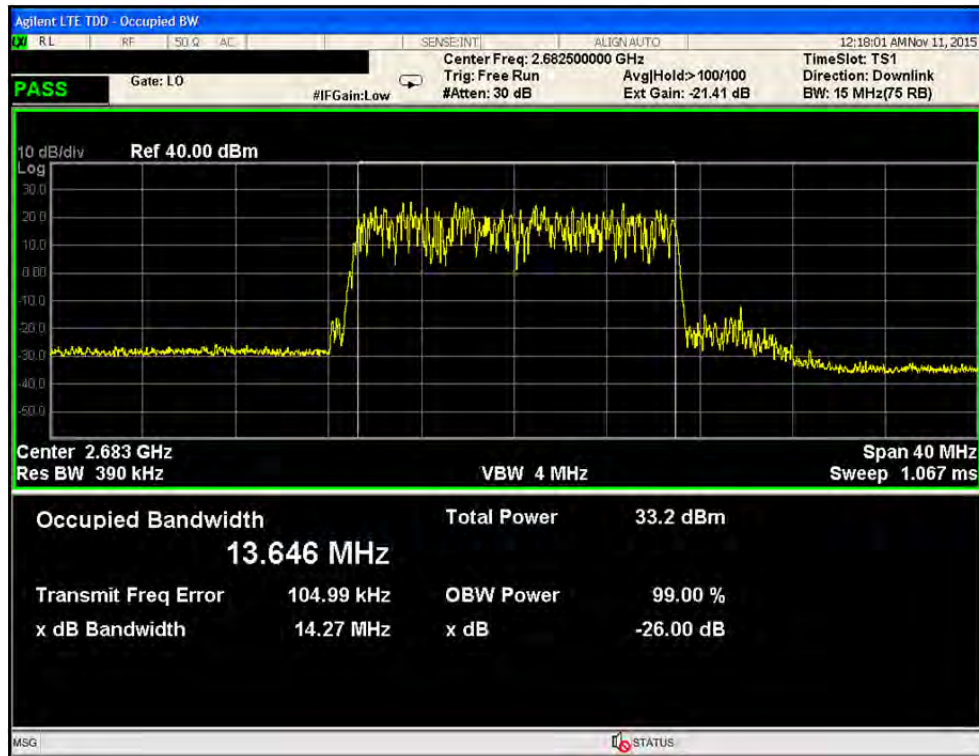 Agilent LTE TDD - Occupied BW
LXI RL RF 50 Ω AC SENSE:INT ALIGN AUTO 12:18:01 AM Nov 11, 2015
Center Freq: 2.682500000 GHz TimeSlot: TS1
PASS Gate: LO Trig: Free Run Avg|Hold:>100/100 Direction: Downlink
#IFGain:Low #Atten: 30 dB Ext Gain: -21.41 dB BW: 15 MHz(75 RB)
10 dB/div Ref 40.00 dBm
Log
30.0
20.0
10.0
0.00
-10.0
-20.0
-30.0
-40.0
-50.0
Center 2.683 GHz Span 40 MHz
Res BW 390 kHz VBW 4 MHz Sweep 1.067 ms
Occupied Bandwidth Total Power 33.2 dBm
13.646 MHz
Transmit Freq Error 104.99 kHz OBW Power 99.00 %
x dB Bandwidth 14.27 MHz x dB -26.00 dB
MSG STATUS